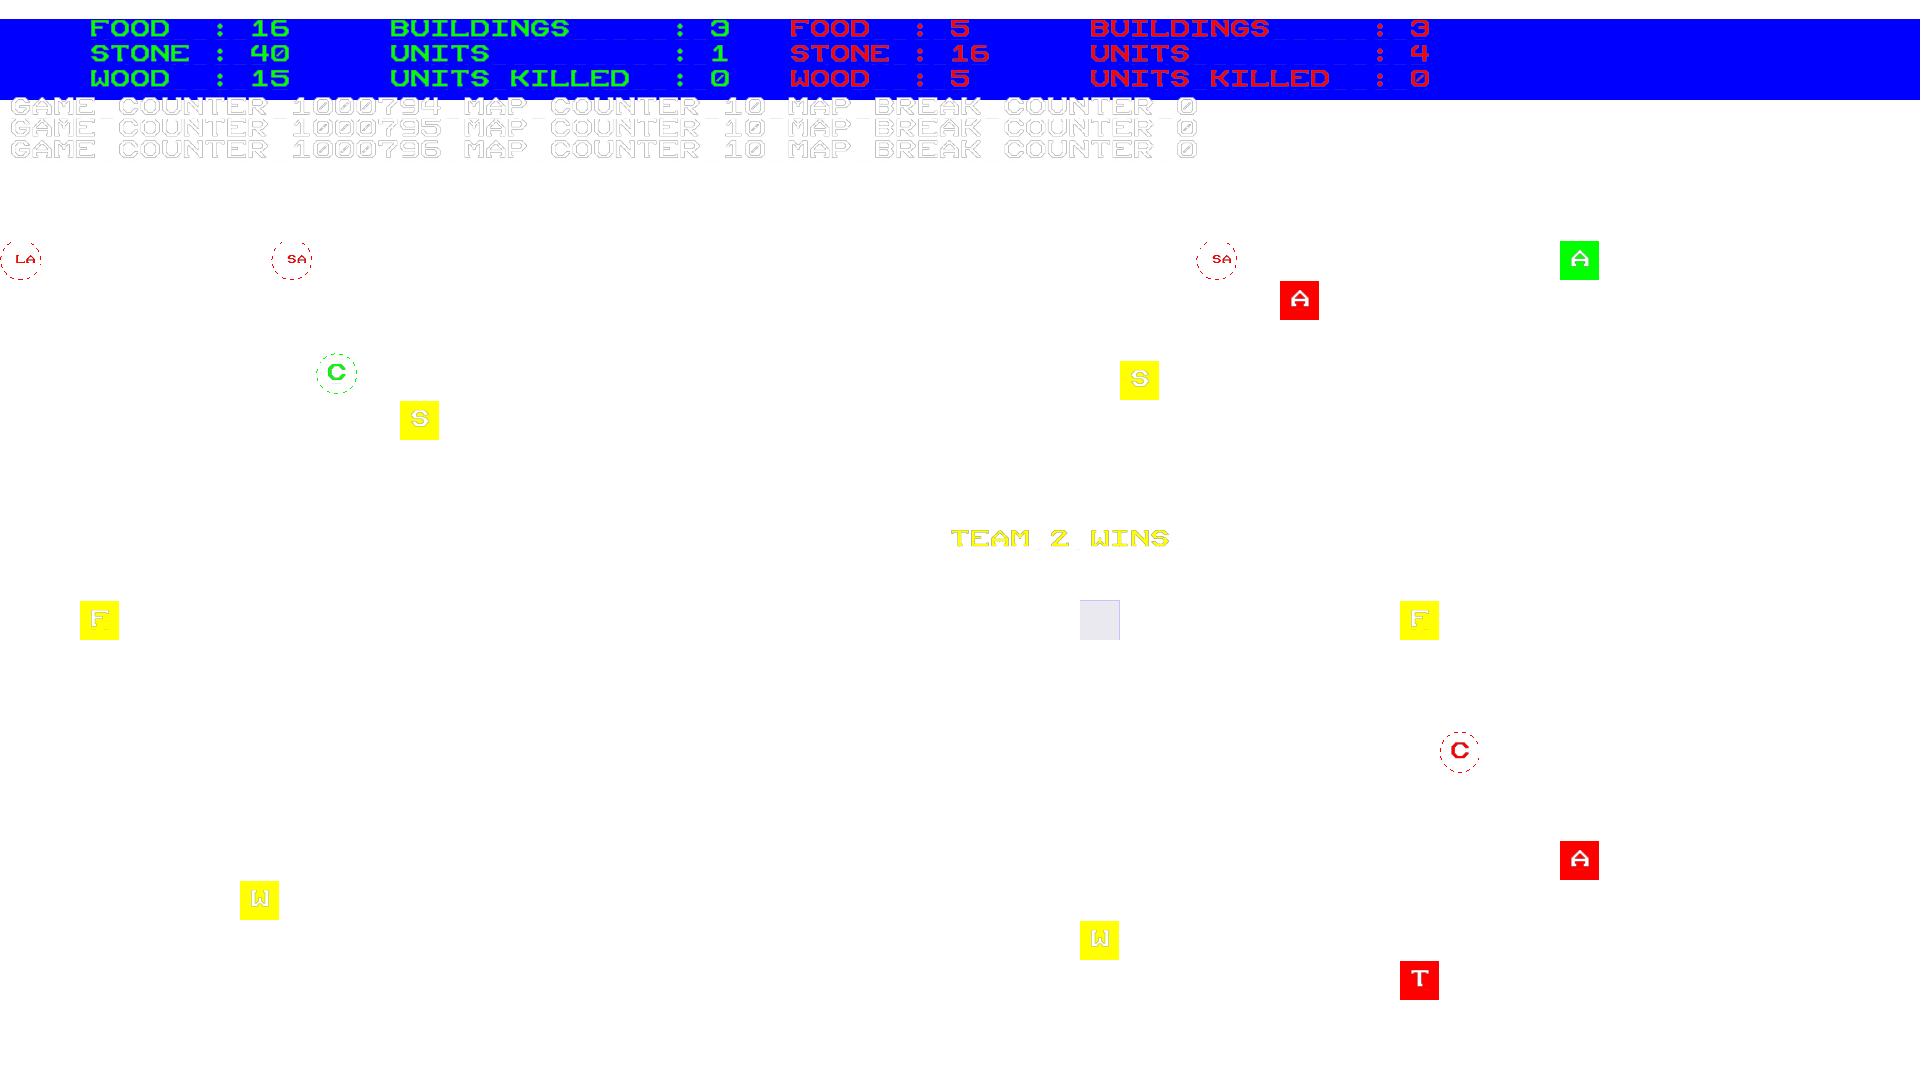 FOOD : 16 BUILDINGS : 3 FOOD : 5 BUILDINGS : 3
STONE : 40 UNITS : 1 STONE : 16 UNITS : 4
WOOD : 15 UNITS KILLED : 0 WOOD : 5 UNITS KILLED : 0
GAME COUNTER 1000794 MAP COUNTER 10 MAP BREAK COUNTER 0
GAME COUNTER 1000795 MAP COUNTER 10 MAP BREAK COUNTER 0
GAME COUNTER 1000796 MAP COUNTER 10 MAP BREAK COUNTER 0
LA SA SA A
A
C S
S
TEAM 2 WINS
F F
C
A
W
W
T